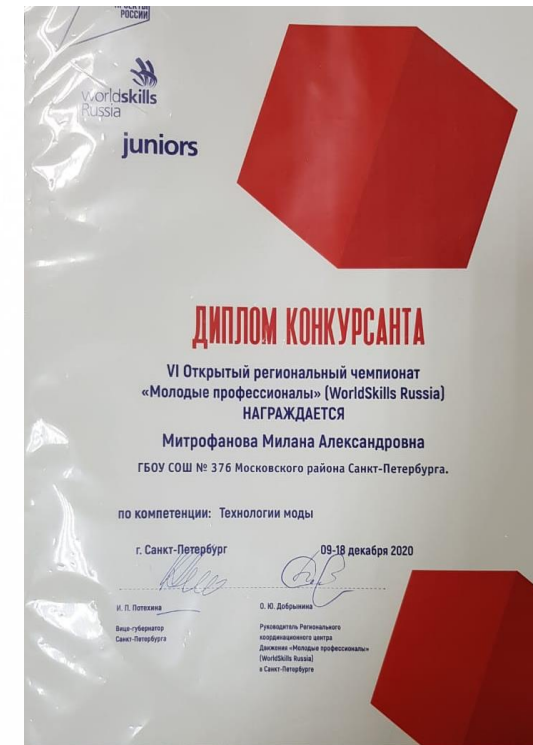 ПРОЕКТЫ
РОССИИ
worldskills
Russia
juniors
ДИПЛОМ КОНКУРСАНТА
VI Открытый региональный чемпионат
«Молодые профессионалы» (WorldSkills Russia)
НАГРАЖДАЕТСЯ
Митрофанова Милана Александровна
ГБОУ СОШ № 376 Московского района Санкт-Петербурга.
по компетенции: Технологии моды
г. Санкт-Петербург 09-18 декабря 2020
И. П. Потехина
Вице-губернатор
Санкт-Петербурга
О. Ю. Добрынина
Руководитель Регионального
координационного центра
Движения «Молодые профессионалы»
(WorldSkills Russia)
в Санкт-Петербурге